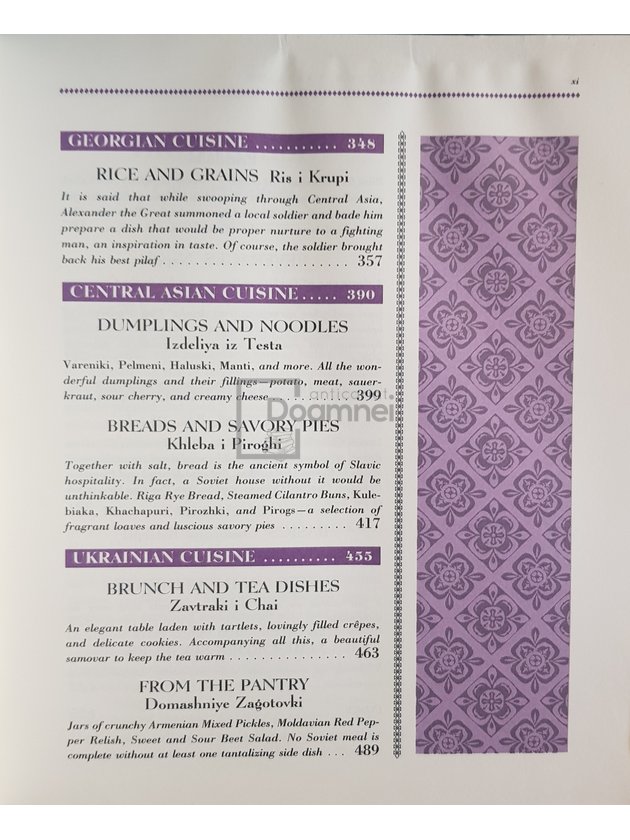 xi
GEORGIAN CUISINE ........... 348
RICE AND GRAINS Ris i Krupi
It is said that while swooping through Central Asia,
Alexander the Great summoned a local soldier and bade him
prepare a dish that would be proper nurture to a fighting
man, an inspiration in taste. Of course, the soldier brought
back his best pilaf ........................ 357
CENTRAL ASIAN CUISINE..... 390
DUMPLINGS AND NOODLES
Izdeliya iz Testa
Vareniki, Pelmeni, Haluski, Manti, and more. All the won-
derful dumplings and their fillings—potato, meat, sauer-
kraut, sour cherry, and creamy cheese ............. 399
anticariat
Doamnei
BREADS AND SAVORY PIES
Khleba i Piroghi
Together with salt, bread is the ancient symbol of Slavic
hospitality. In fact, a Soviet house without it would be
unthinkable. Riga Rye Bread, Steamed Cilantro Buns, Kule-
biaka, Khachapuri, Pirozhki, and Pirogs—a selection of
fragrant loaves and luscious savory pies ......... 417
UKRAINIAN CUISINE .......... 455
BRUNCH AND TEA DISHES
Zavtraki i Chai
An elegant table laden with tartlets, lovingly filled crêpes,
and delicate cookies. Accompanying all this, a beautiful
samovar to keep the tea warm ............... 463
FROM THE PANTRY
Domashniye Zagotovki
Jars of crunchy Armenian Mixed Pickles, Moldavian Red Pep-
per Relish, Sweet and Sour Beet Salad. No Soviet meal is
complete without at least one tantalizing side dish ... 489